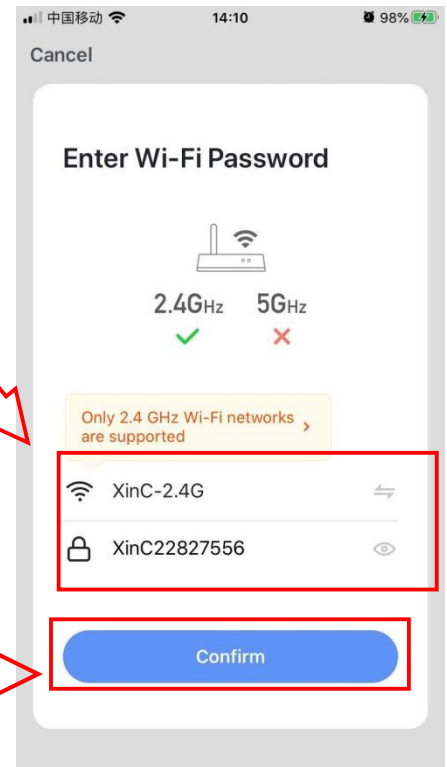 中国移动 14:10 98%
Cancel
Enter Wi-Fi Password
2.4GHz 5GHz
Only 2.4 GHz Wi-Fi networks
are supported
XinC-2.4G
XinC22827556
Confirm